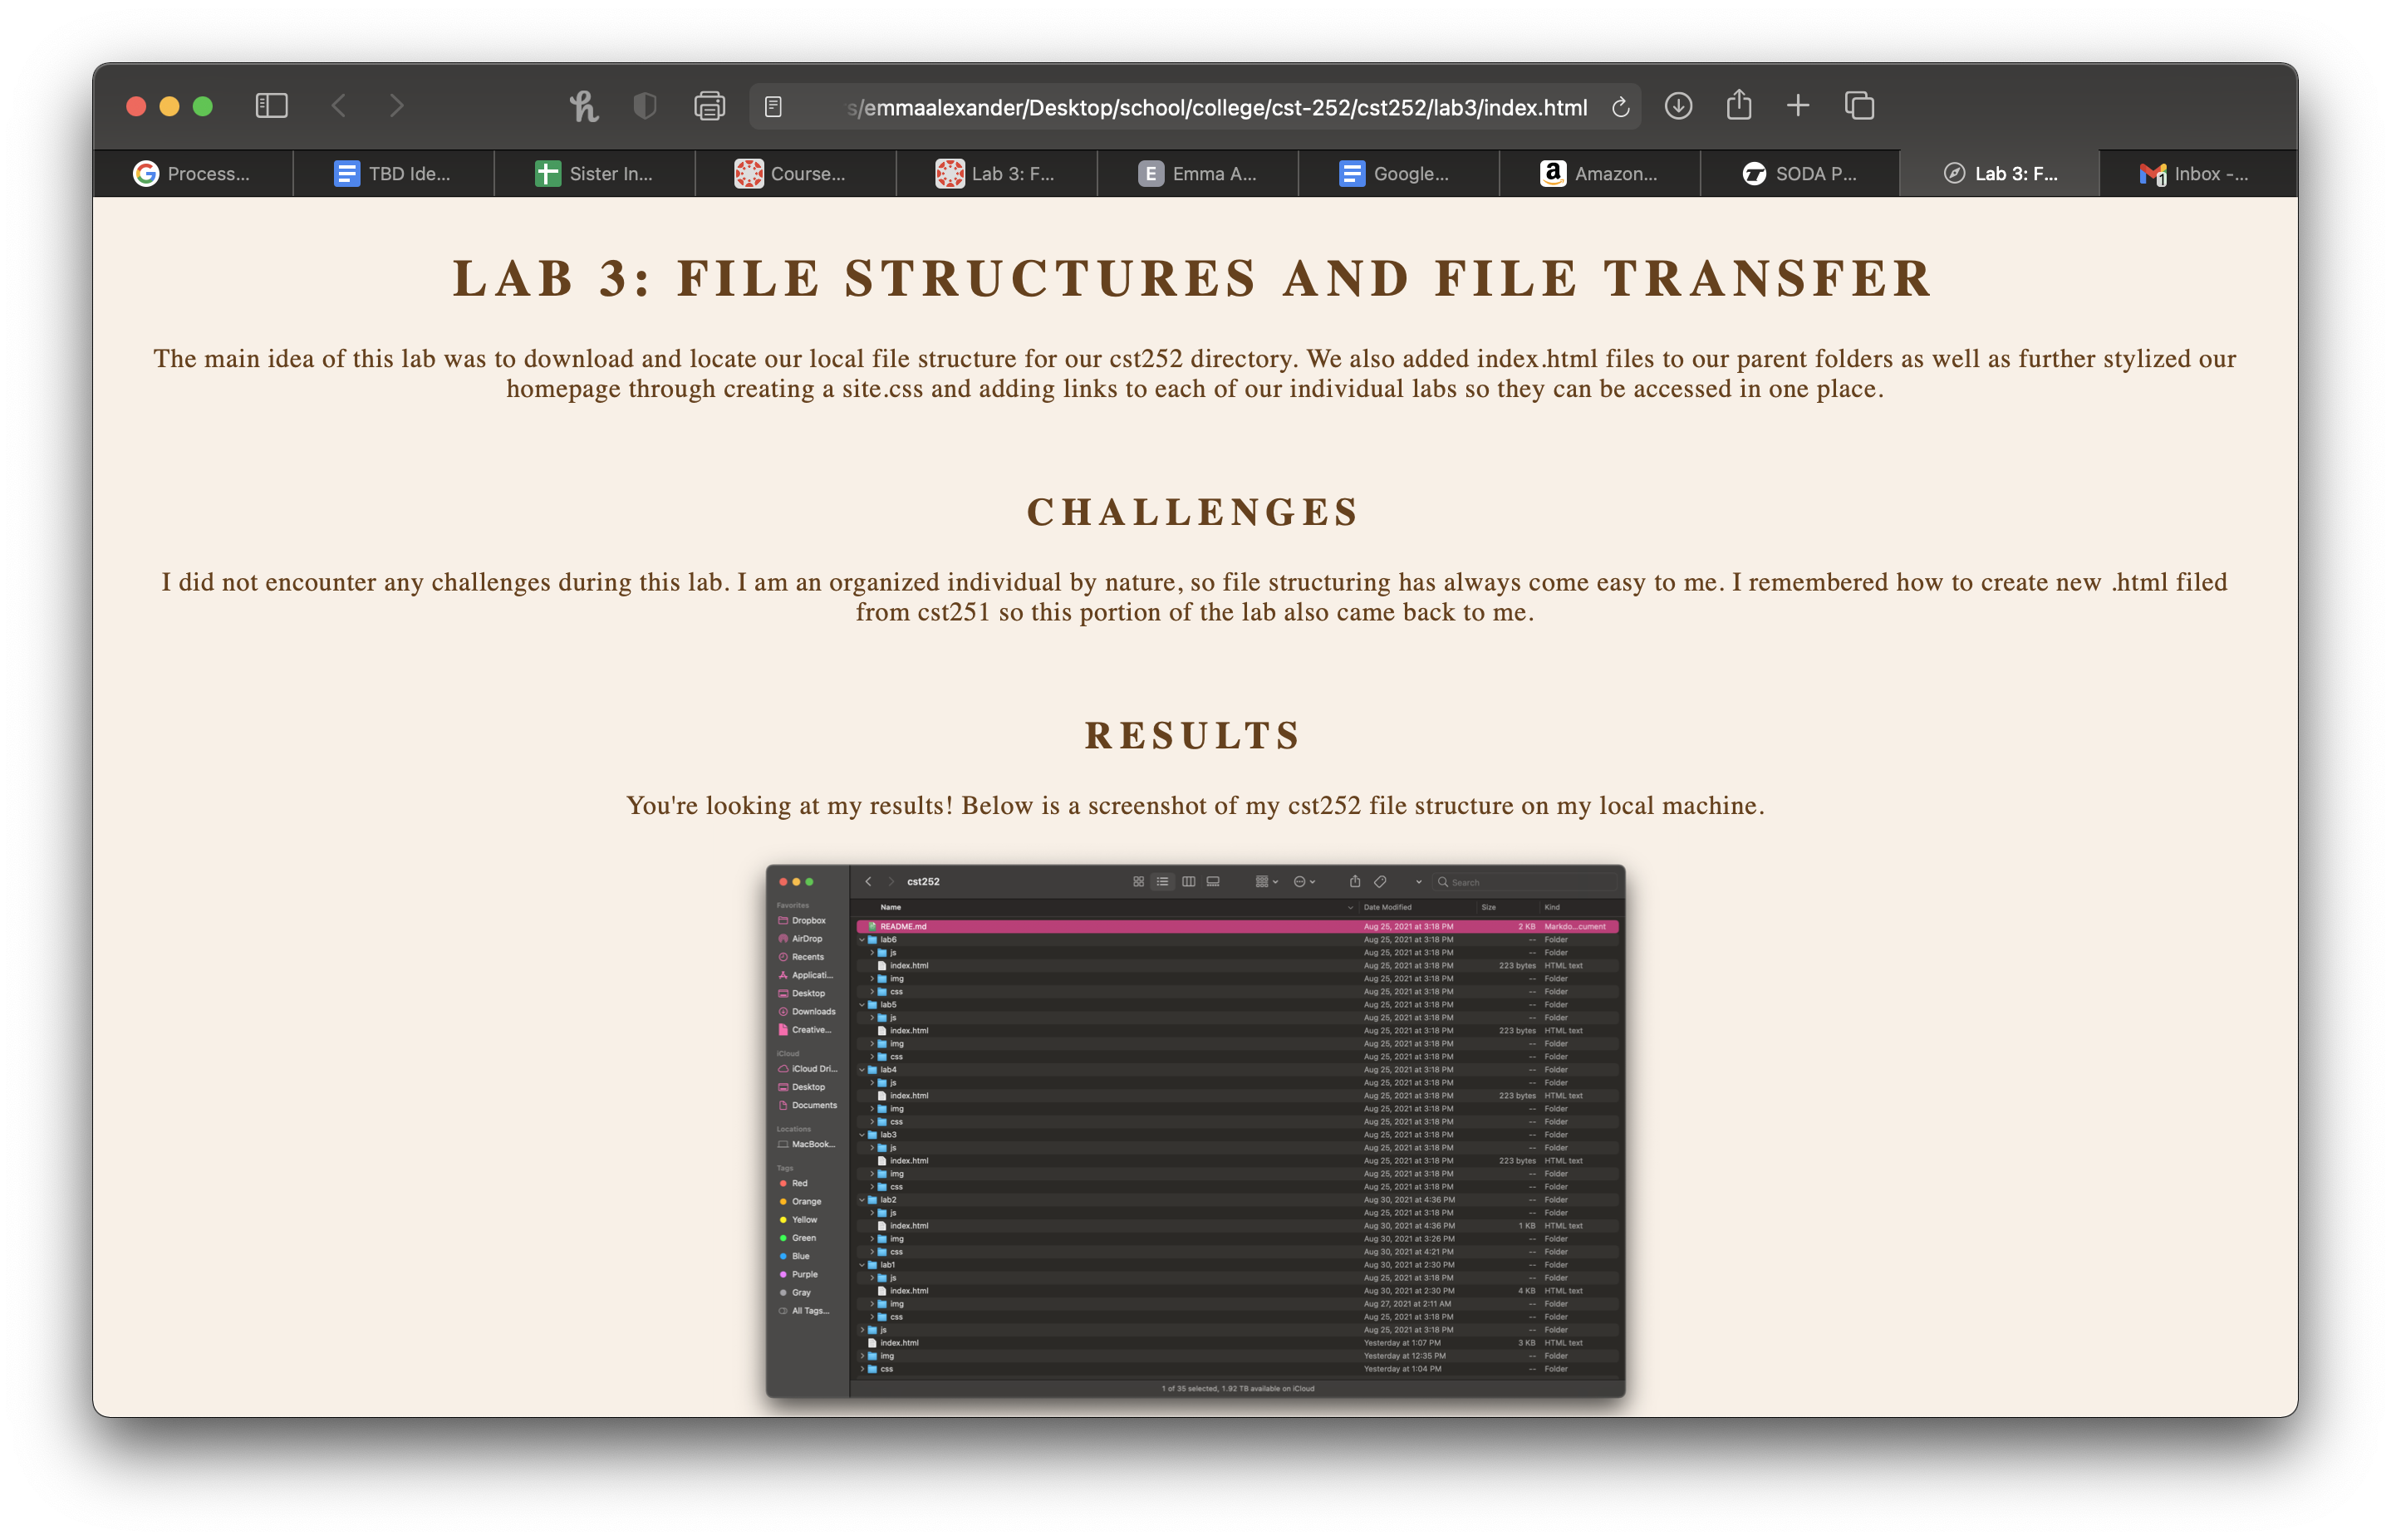 s/emmaalexander/Desktop/school/college/cst-252/cst252/lab3/index.html
Process... TBD Ide... Sister In... Course... Lab 3: F... E Emma A... Google... Amazon... SODA P... Lab 3: F... 1 Inbox -...
LAB 3: FILE STRUCTURES AND FILE TRANSFER
The main idea of this lab was to download and locate our local file structure for our cst252 directory. We also added index.html files to our parent folders as well as further stylized our
homepage through creating a site.css and adding links to each of our individual labs so they can be accessed in one place.
CHALLENGES
I did not encounter any challenges during this lab. I am an organized individual by nature, so file structuring has always come easy to me. I remembered how to create new .html filed
from cst251 so this portion of the lab also came back to me.
RESULTS
You're looking at my results! Below is a screenshot of my cst252 file structure on my local machine.
cst252 Search
Favorites
Dropbox
AirDrop
Recents
Applicati...
Desktop
Downloads
Creative...
iCloud
iCloud Dri...
Desktop
Documents
Locations
MacBook...
Tags
Red
Orange
Yellow
Green
Blue
Purple
Gray
All Tags...
Name Date Modified Size Kind
README.md Aug 25, 2021 at 3:18 PM 2 KB Markdo...cument
lab6 Aug 25, 2021 at 3:18 PM -- Folder
js Aug 25, 2021 at 3:18 PM -- Folder
index.html Aug 25, 2021 at 3:18 PM 223 bytes HTML text
img Aug 25, 2021 at 3:18 PM -- Folder
css Aug 25, 2021 at 3:18 PM -- Folder
lab5 Aug 25, 2021 at 3:18 PM -- Folder
js Aug 25, 2021 at 3:18 PM -- Folder
index.html Aug 25, 2021 at 3:18 PM 223 bytes HTML text
img Aug 25, 2021 at 3:18 PM -- Folder
css Aug 25, 2021 at 3:18 PM -- Folder
lab4 Aug 25, 2021 at 3:18 PM -- Folder
js Aug 25, 2021 at 3:18 PM -- Folder
index.html Aug 25, 2021 at 3:18 PM 223 bytes HTML text
img Aug 25, 2021 at 3:18 PM -- Folder
css Aug 25, 2021 at 3:18 PM -- Folder
lab3 Aug 25, 2021 at 3:18 PM -- Folder
js Aug 25, 2021 at 3:18 PM -- Folder
index.html Aug 25, 2021 at 3:18 PM 223 bytes HTML text
img Aug 25, 2021 at 3:18 PM -- Folder
css Aug 25, 2021 at 3:18 PM -- Folder
lab2 Aug 30, 2021 at 4:36 PM -- Folder
js Aug 25, 2021 at 3:18 PM -- Folder
index.html Aug 30, 2021 at 4:36 PM 1 KB HTML text
img Aug 30, 2021 at 3:26 PM -- Folder
css Aug 30, 2021 at 4:21 PM -- Folder
lab1 Aug 30, 2021 at 2:30 PM -- Folder
js Aug 25, 2021 at 3:18 PM -- Folder
index.html Aug 30, 2021 at 2:30 PM 4 KB HTML text
img Aug 27, 2021 at 2:11 AM -- Folder
css Aug 25, 2021 at 3:18 PM -- Folder
js Aug 25, 2021 at 3:18 PM -- Folder
index.html Yesterday at 1:07 PM 3 KB HTML text
img Yesterday at 12:35 PM -- Folder
css Yesterday at 1:04 PM -- Folder
1 of 35 selected, 1.92 TB available on iCloud